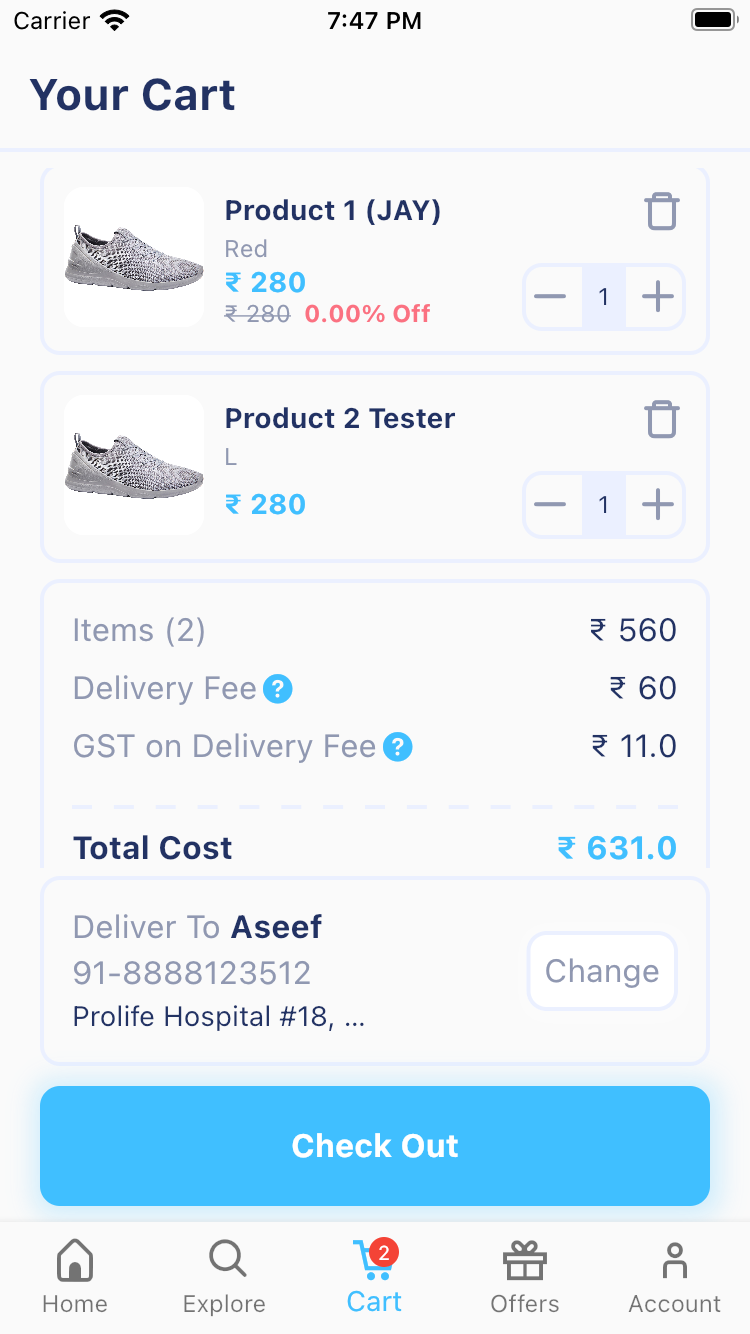 Carrier 7:47 PM
Your Cart
Product 1 (JAY)
Red
₹ 280
₹ 280 0.00% Off
1
Product 2 Tester
L
₹ 280
1
Items (2) ₹ 560
Delivery Fee ? ₹ 60
GST on Delivery Fee ? ₹ 11.0
Total Cost ₹ 631.0
Deliver To Aseef
91-8888123512
Prolife Hospital #18, ...
Change
Check Out
2
Home Explore Cart Offers Account